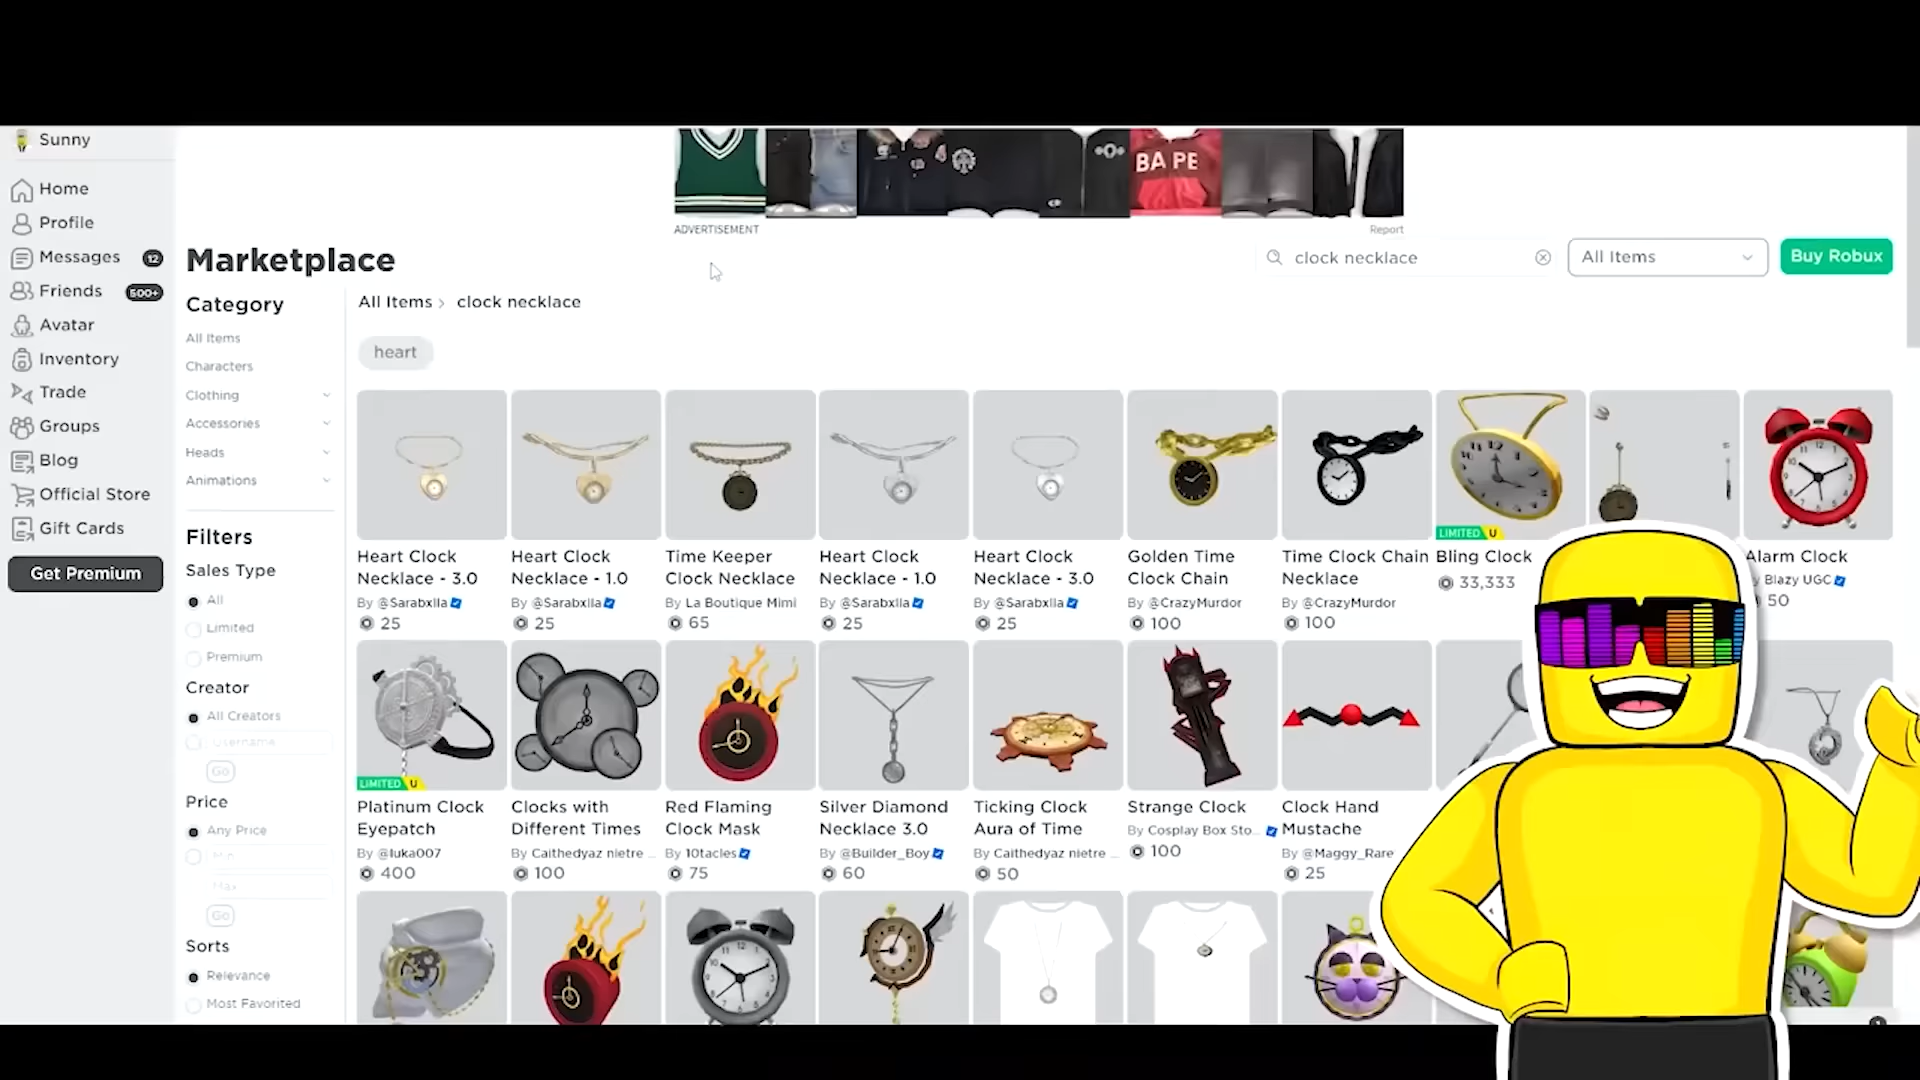 Sunny
BAPE
ADVERTISEMENT
Report
Home
Profile
Messages 12
Friends 500+
Avatar
Inventory
Trade
Groups
Blog
Official Store
Gift Cards
Get Premium
Marketplace
clock necklace
All Items
Buy Robux
Category
All Items
Characters
Clothing
Accessories
Heads
Animations
Filters
Sales Type
All
Limited
Premium
Creator
All Creators
Username
Go
Price
Any Price
Min
Max
Go
Sorts
Relevance
Most Favorited
All Items › clock necklace
heart
Heart Clock
Necklace - 3.0
By @Sarabxlla
25
Heart Clock
Necklace - 1.0
By @Sarabxlla
25
Time Keeper
Clock Necklace
By La Boutique Mimi
65
Heart Clock
Necklace - 1.0
By @Sarabxlla
25
Heart Clock
Necklace - 3.0
By @Sarabxlla
25
Golden Time
Clock Chain
By @CrazyMurdor
100
Time Clock Chain
Necklace
By @CrazyMurdor
100
LIMITED U
Bling Clock
33,333
Alarm Clock
Blazy UGC
50
LIMITED U
Platinum Clock
Eyepatch
By @luka007
400
Clocks with
Different Times
By Caithedyaz nietre ...
100
Red Flaming
Clock Mask
By 10tacles
75
Silver Diamond
Necklace 3.0
By @Builder_Boy
60
Ticking Clock
Aura of Time
By Caithedyaz nietre ...
50
Strange Clock
By Cosplay Box Sto...
100
Clock Hand
Mustache
By @Maggy_Rare
25